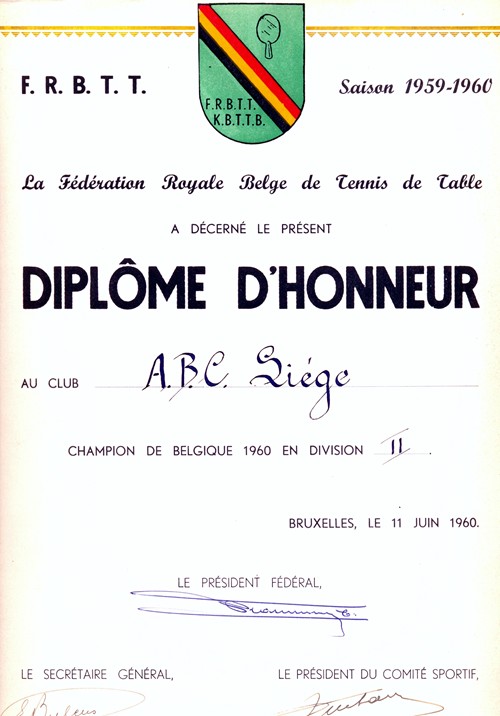 F. R. B. T. T.
F.R.B.T.T.
K.B.T.T.B.
Saison 1959-1960
La Fédération Royale Belge de Tennis de Table
A DÉCERNÉ LE PRÉSENT
DIPLÔME D'HONNEUR
AU CLUB A.B.C. Liége
CHAMPION DE BELGIQUE 1960 EN DIVISION II.
BRUXELLES, LE 11 JUIN 1960.
LE PRÉSIDENT FÉDÉRAL,
LE SECRÉTAIRE GÉNÉRAL, LE PRÉSIDENT DU COMITÉ SPORTIF,